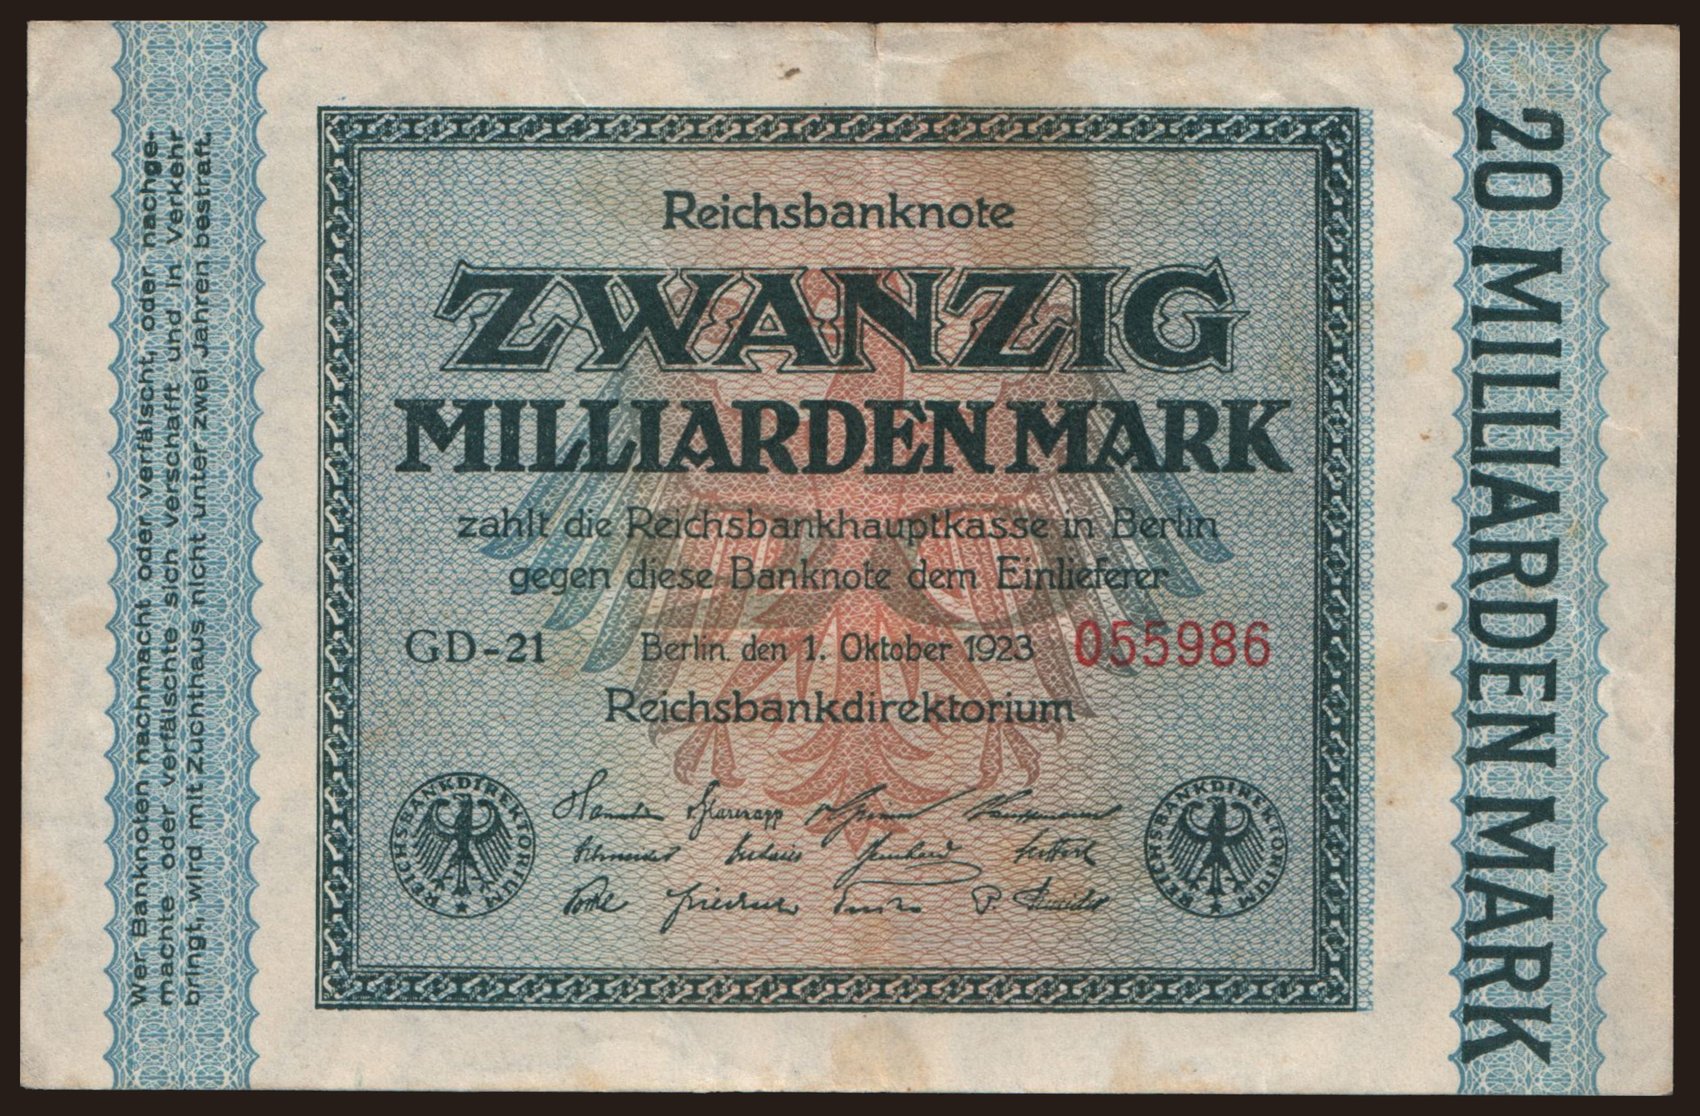 Wer Banknoten nachmacht oder verfälscht, oder nachge-
machte oder verfälschte sich verschafft und in Verkehr
bringt, wird mit Zuchthaus nicht unter zwei Jahren bestraft.
Reichsbanknote
ZWANZIG
MILLIARDEN MARK
zahlt die Reichsbankhauptkasse in Berlin
gegen diese Banknote dem Einlieferer
GD-21 Berlin, den 1. Oktober 1923 055986
Reichsbankdirektorium
REICHSBANKDIREKTORIUM
REICHSBANKDIREKTORIUM
20 MILLIARDEN MARK